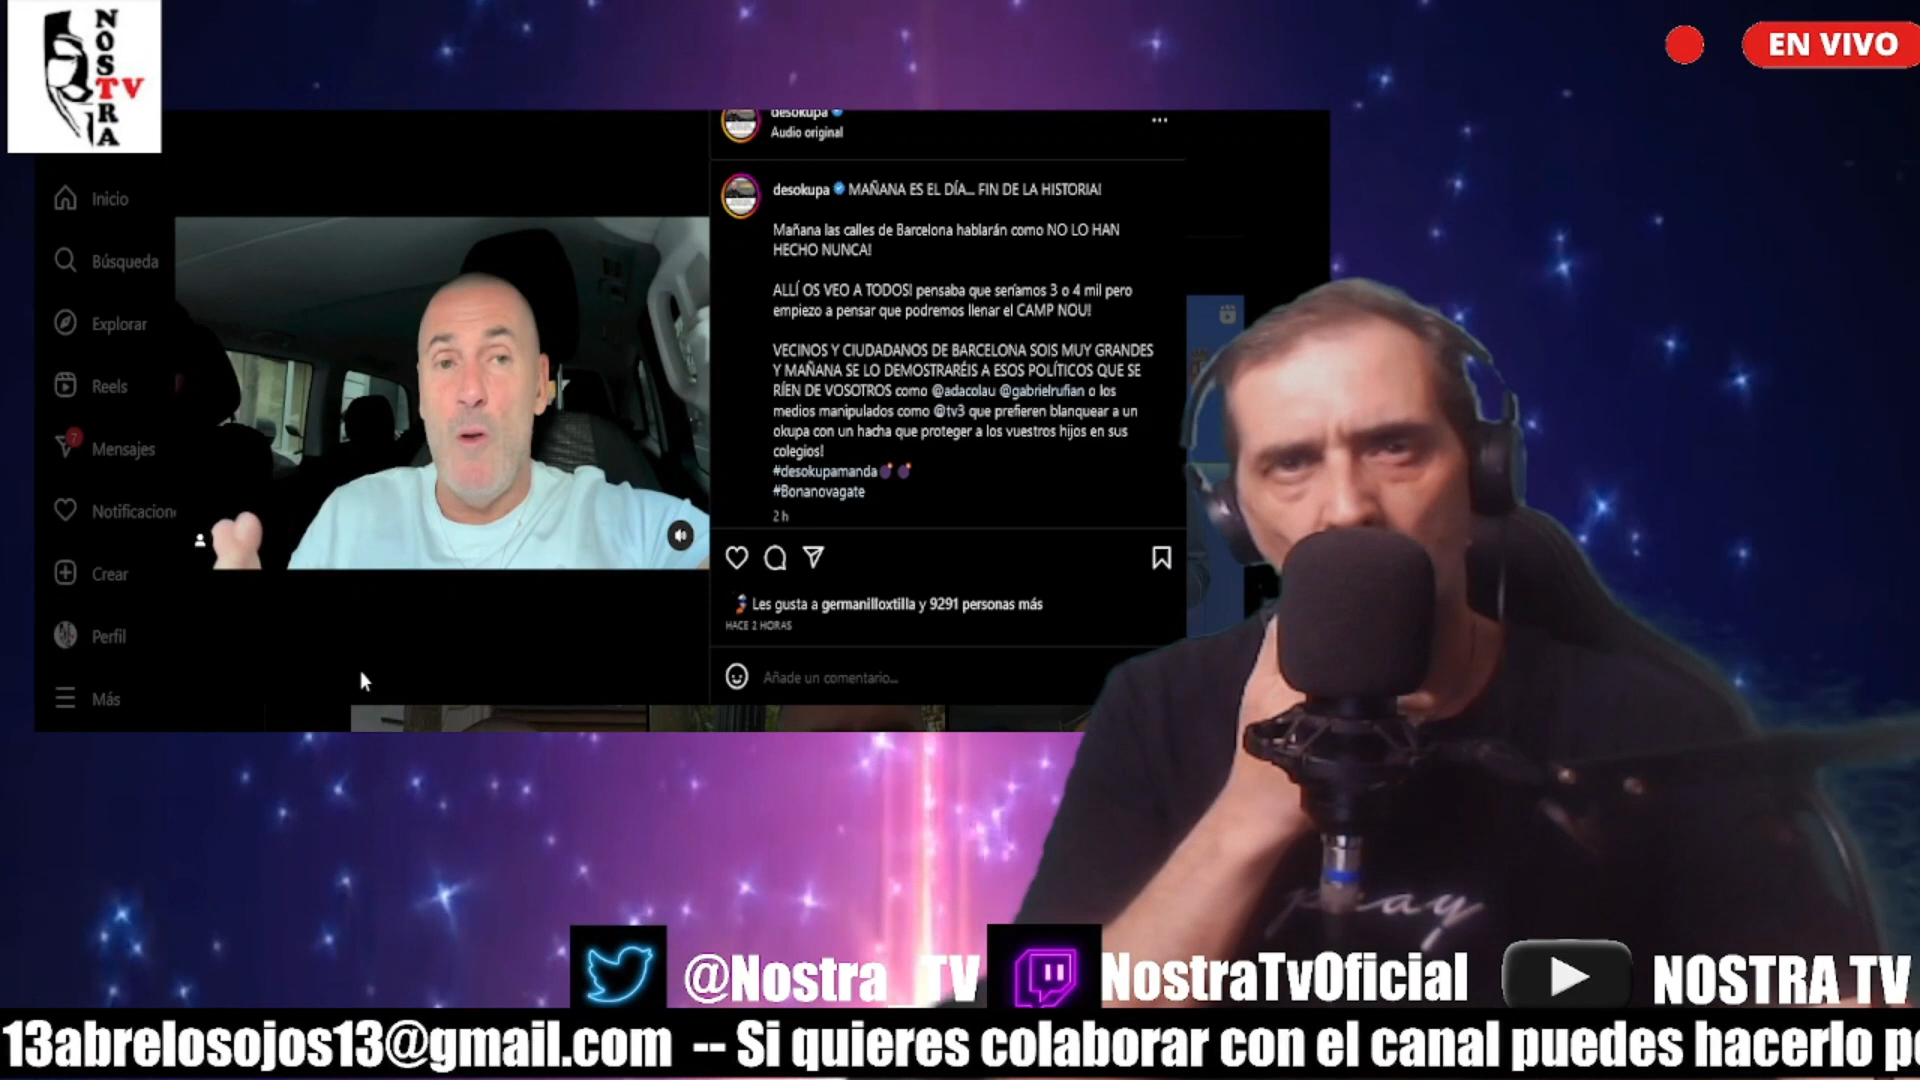 NOSTRA
TV
EN VIVO
desokupa
Audio original
Inicio
Búsqueda
Explorar
Reels
7
Mensajes
Notificacion
Crear
Perfil
Más
desokupa MAÑANA ES EL DÍA... FIN DE LA HISTORIA!
Mañana las calles de Barcelona hablarán como NO LO HAN
HECHO NUNCA!
ALLÍ OS VEO A TODOS! pensaba que seríamos 3 o 4 mil pero
empiezo a pensar que podremos llenar el CAMP NOU!
VECINOS Y CIUDADANOS DE BARCELONA SOIS MUY GRANDES
Y MAÑANA SE LO DEMOSTRARÉIS A ESOS POLÍTICOS QUE SE
RÍEN DE VOSOTROS como @adacolau @gabrielrufian o los
medios manipulados como @tv3 que prefieren blanquear a un
okupa con un hacha que proteger a los vuestros hijos en sus
colegios!
#desokupamanda💣💣
#Bonanovagate
2 h
Les gusta a germanilloxtilla y 9291 personas más
HACE 2 HORAS
Añade un comentario...
@Nostra_TV
NostraTvOficial
NOSTRA TV
13abrelosojos13@gmail.com -- Si quieres colaborar con el canal puedes hacerlo p